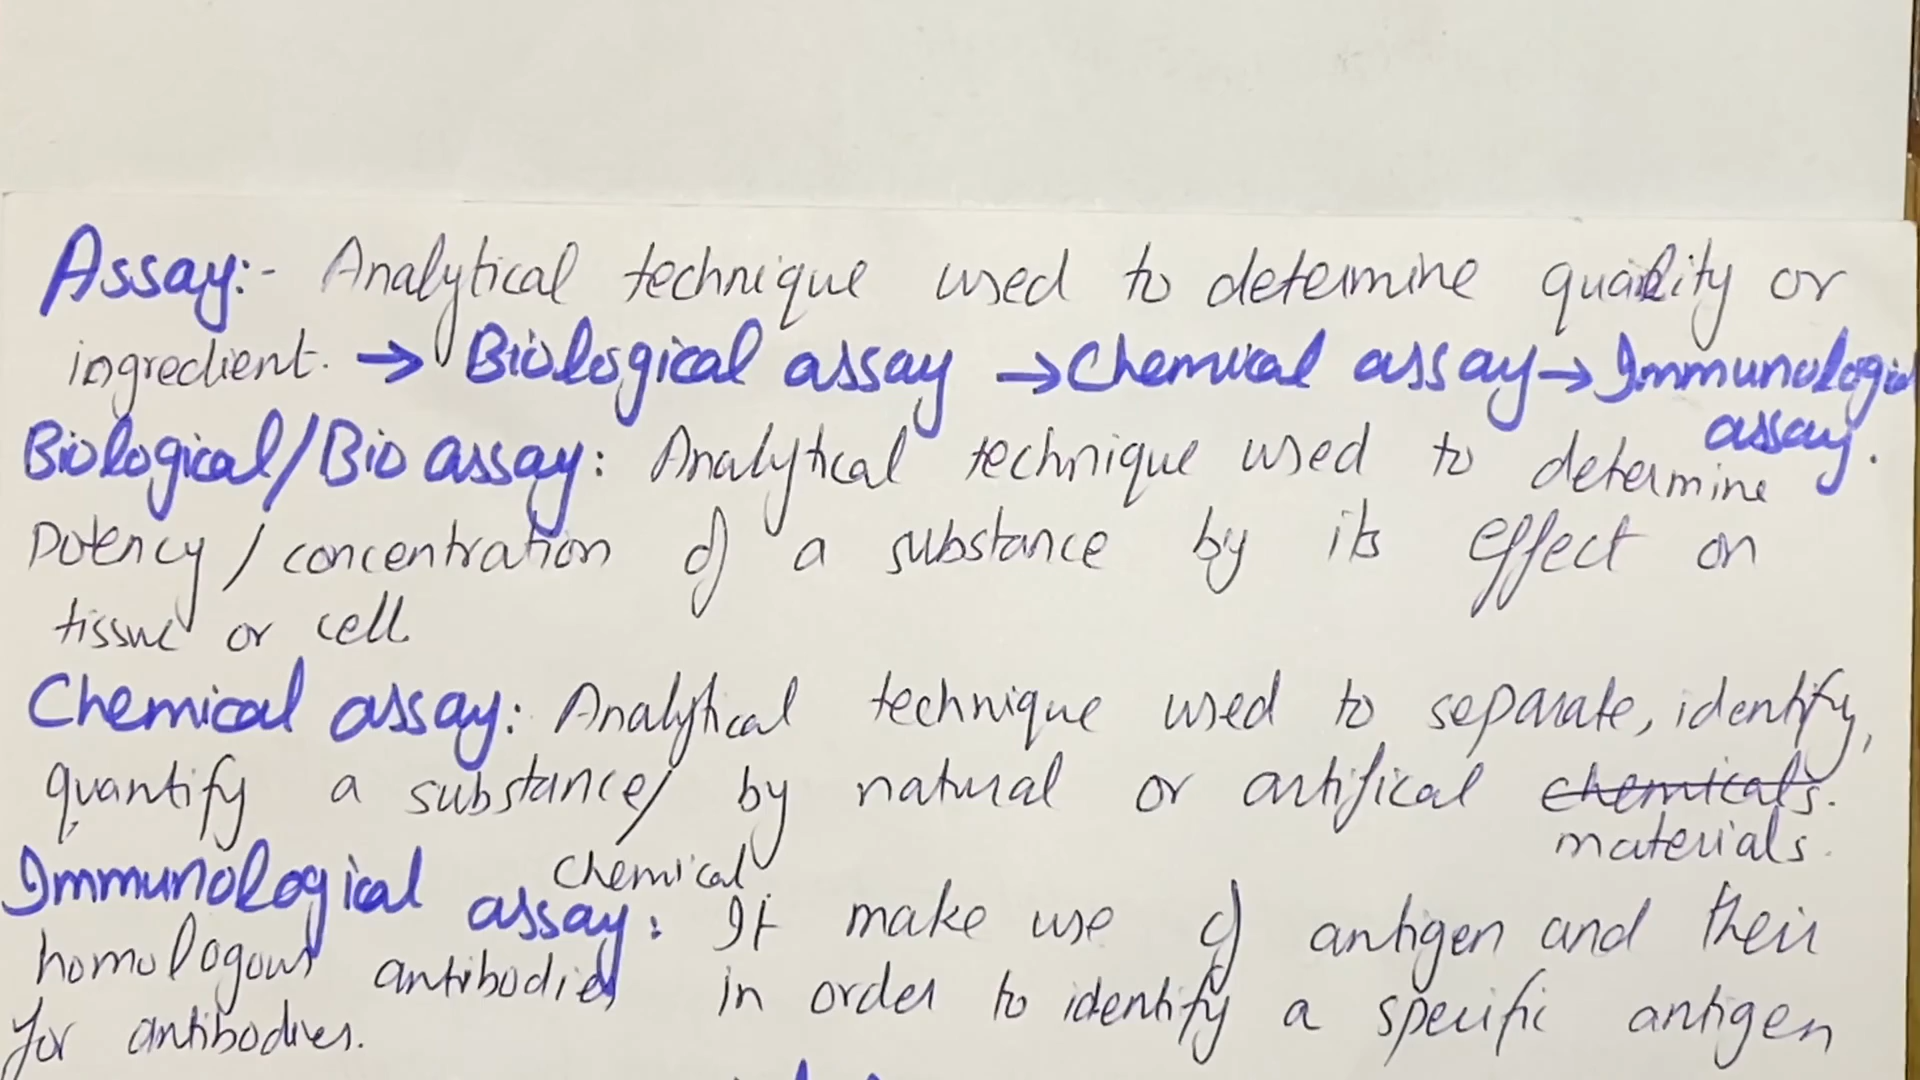 Assay:- Analytical technique used to determine quality or
ingredient. → Biological assay → Chemical assay → Immunologic
assay.
Biological/Bio assay: Analytical technique used to determine
Potency / concentration of a substance by its effect on
tissue or cell.
Chemical assay: Analytical technique used to separate, identify,
quantify a substance/ by natural or artifical chemicals.
chemical materials.
Immunological assay: It make use of antigen and their
homologous antibodies in order to identify a specific antigen
for antibodies.